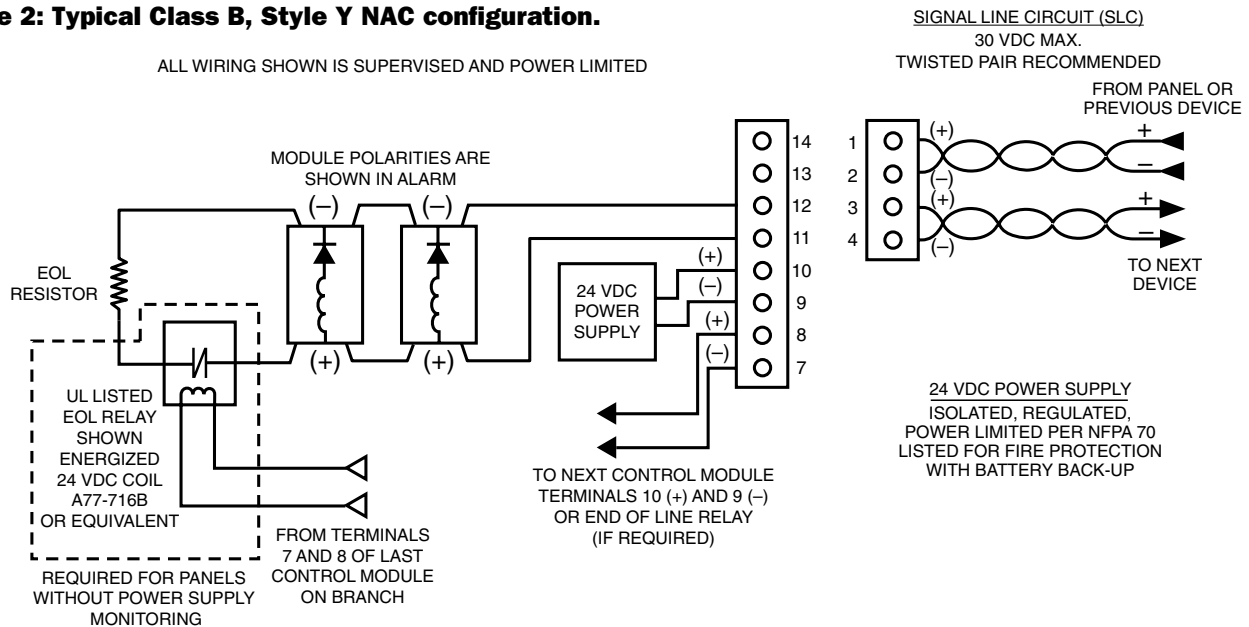 e 2: Typical Class B, Style Y NAC configuration.
ALL WIRING SHOWN IS SUPERVISED AND POWER LIMITED
SIGNAL LINE CIRCUIT (SLC)
30 VDC MAX.
TWISTED PAIR RECOMMENDED
FROM PANEL OR
PREVIOUS DEVICE
MODULE POLARITIES ARE
SHOWN IN ALARM
(–)
(–)
(+)
(+)
EOL
RESISTOR
UL LISTED
EOL RELAY
SHOWN
ENERGIZED
24 VDC COIL
A77-716B
OR EQUIVALENT
REQUIRED FOR PANELS
WITHOUT POWER SUPPLY
MONITORING
FROM TERMINALS
7 AND 8 OF LAST
CONTROL MODULE
ON BRANCH
24 VDC
POWER
SUPPLY
(+)
(–)
(+)
(–)
14
13
12
11
10
9
8
7
TO NEXT CONTROL MODULE
TERMINALS 10 (+) AND 9 (–)
OR END OF LINE RELAY
(IF REQUIRED)
1
2
3
4
(+)
(–)
(+)
(–)
+
–
+
–
TO NEXT
DEVICE
24 VDC POWER SUPPLY
ISOLATED, REGULATED,
POWER LIMITED PER NFPA 70
LISTED FOR FIRE PROTECTION
WITH BATTERY BACK-UP